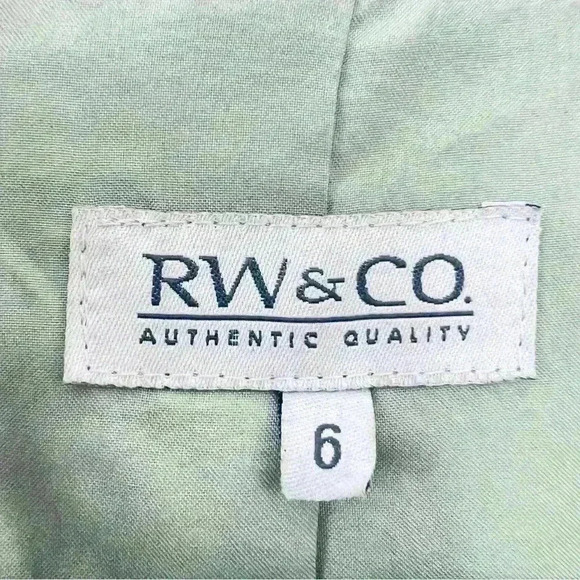 RW & CO.
AUTHENTIC QUALITY
6